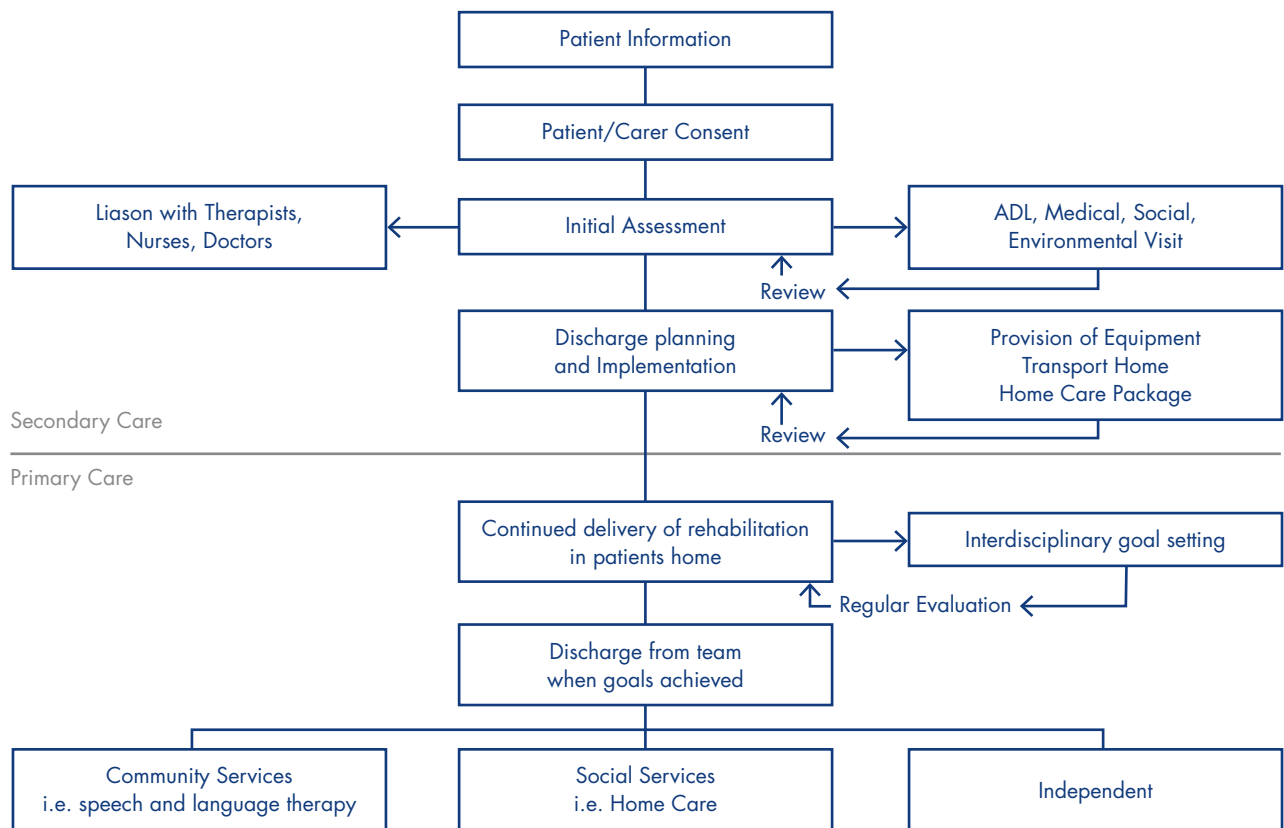 Patient Information
Patient/Carer Consent
Liason with Therapists,
Nurses, Doctors
Initial Assessment
ADL, Medical, Social,
Environmental Visit
Review
Discharge planning
and Implementation
Provision of Equipment
Transport Home
Home Care Package
Review
Secondary Care
Primary Care
Continued delivery of rehabilitation
in patients home
Interdisciplinary goal setting
Regular Evaluation
Discharge from team
when goals achieved
Community Services
i.e. speech and language therapy
Social Services
i.e. Home Care
Independent